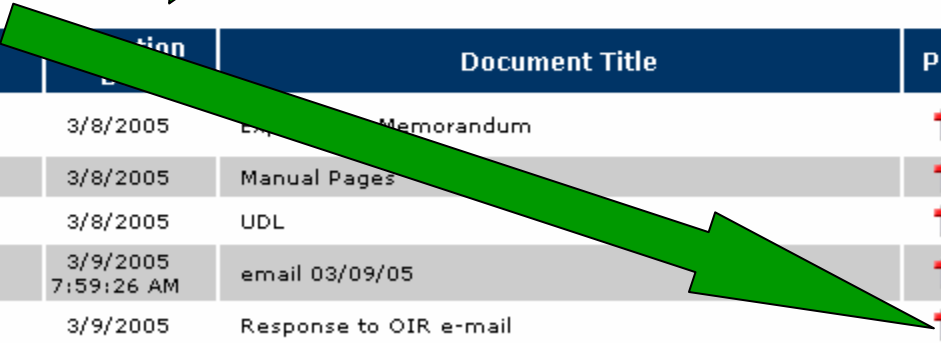 Document Title P
3/8/2005 Memorandum
3/8/2005 Manual Pages
3/8/2005 UDL
3/9/2005
7:59:26 AM email 03/09/05
3/9/2005 Response to OIR e-mail